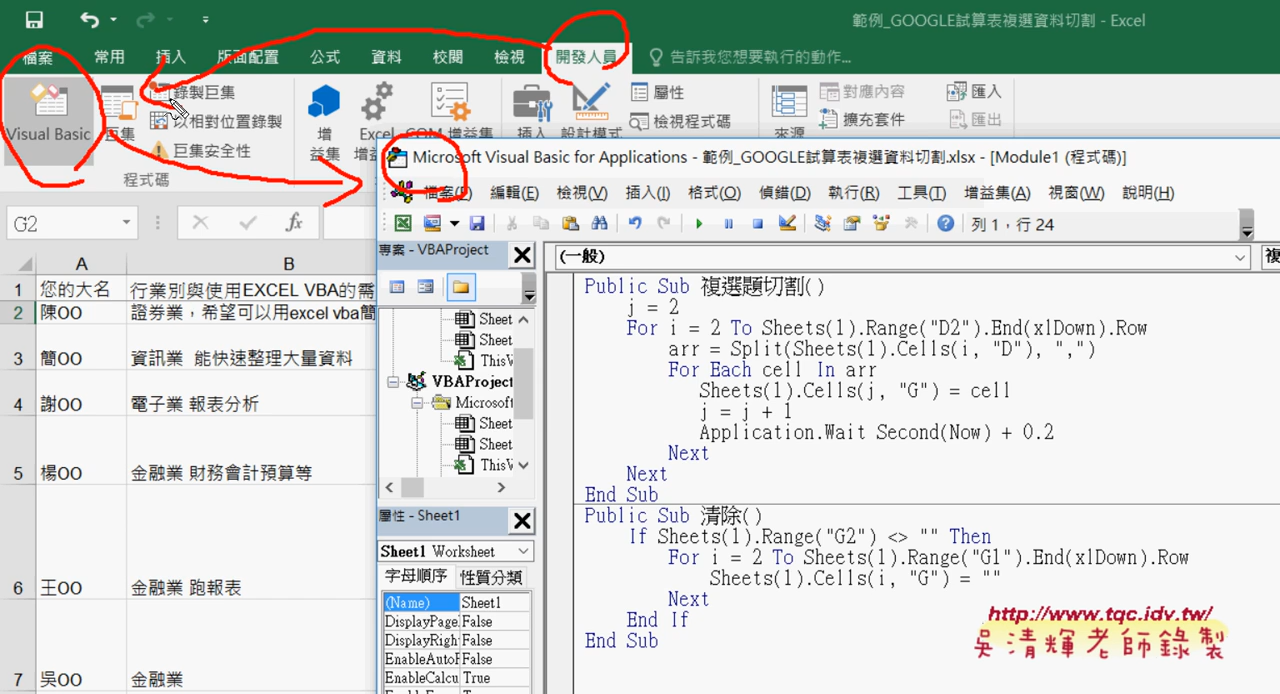 範例_GOOGLE試算表複選資料切割 - Excel
檔案 常用 插入 版面配置 公式 資料 校閱 檢視 開發人員 告訴我您想要執行的動作...
Visual Basic
巨集
錄製巨集
以相對位置錄製
巨集安全性
程式碼
增
益集
Excel
增益
COM 增益集
插入
設計模式
屬性
檢視程式碼
來源
對應內容
擴充套件
匯入
匯出
G2
fx
A B
1 您的大名 行業別與使用EXCEL VBA的需
2 陳OO 證券業，希望可以用excel vba簡
3 簡OO 資訊業 能快速整理大量資料
4 謝OO 電子業 報表分析
5 楊OO 金融業 財務會計預算等
6 王OO 金融業 跑報表
7 吳OO 金融業
Microsoft Visual Basic for Applications - 範例_GOOGLE試算表複選資料切割.xlsx - [Module1 (程式碼)]
檔案(F) 編輯(E) 檢視(V) 插入(I) 格式(O) 偵錯(D) 執行(R) 工具(T) 增益集(A) 視窗(W) 說明(H)
列 1，行 24
專案 - VBAProject
Sheet
Sheet
ThisV
VBAProject
Microsoft
Sheet
Sheet
ThisV
屬性 - Sheet1
Sheet1 Worksheet
字母順序 性質分類
(Name) Sheet1
DisplayPage False
DisplayRigh False
EnableAutoF False
EnableCalcu True
(一般)
複
Public Sub 複選題切割()
j = 2
For i = 2 To Sheets(1).Range("D2").End(xlDown).Row
arr = Split(Sheets(1).Cells(i, "D"), ",")
For Each cell In arr
Sheets(1).Cells(j, "G") = cell
j = j + 1
Application.Wait Second(Now) + 0.2
Next
Next
End Sub
Public Sub 清除()
If Sheets(1).Range("G2") <> "" Then
For i = 2 To Sheets(1).Range("G1").End(xlDown).Row
Sheets(1).Cells(i, "G") = ""
Next
End If
End Sub
http://www.tqc.idv.tw/
吳清輝老師錄製